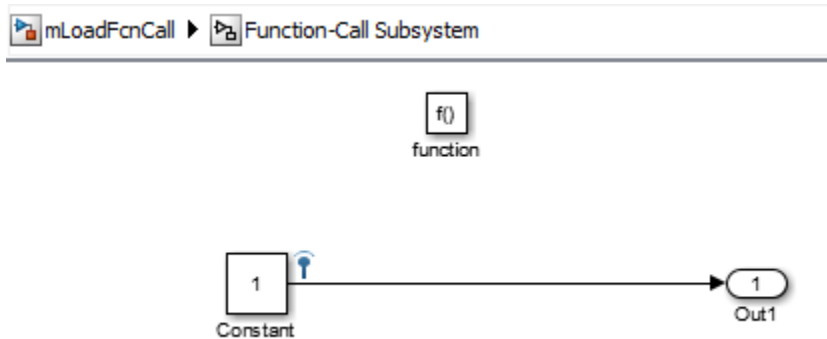 mLoadFcnCall Function-Call Subsystem
f()
function
1
Constant
1
Out1